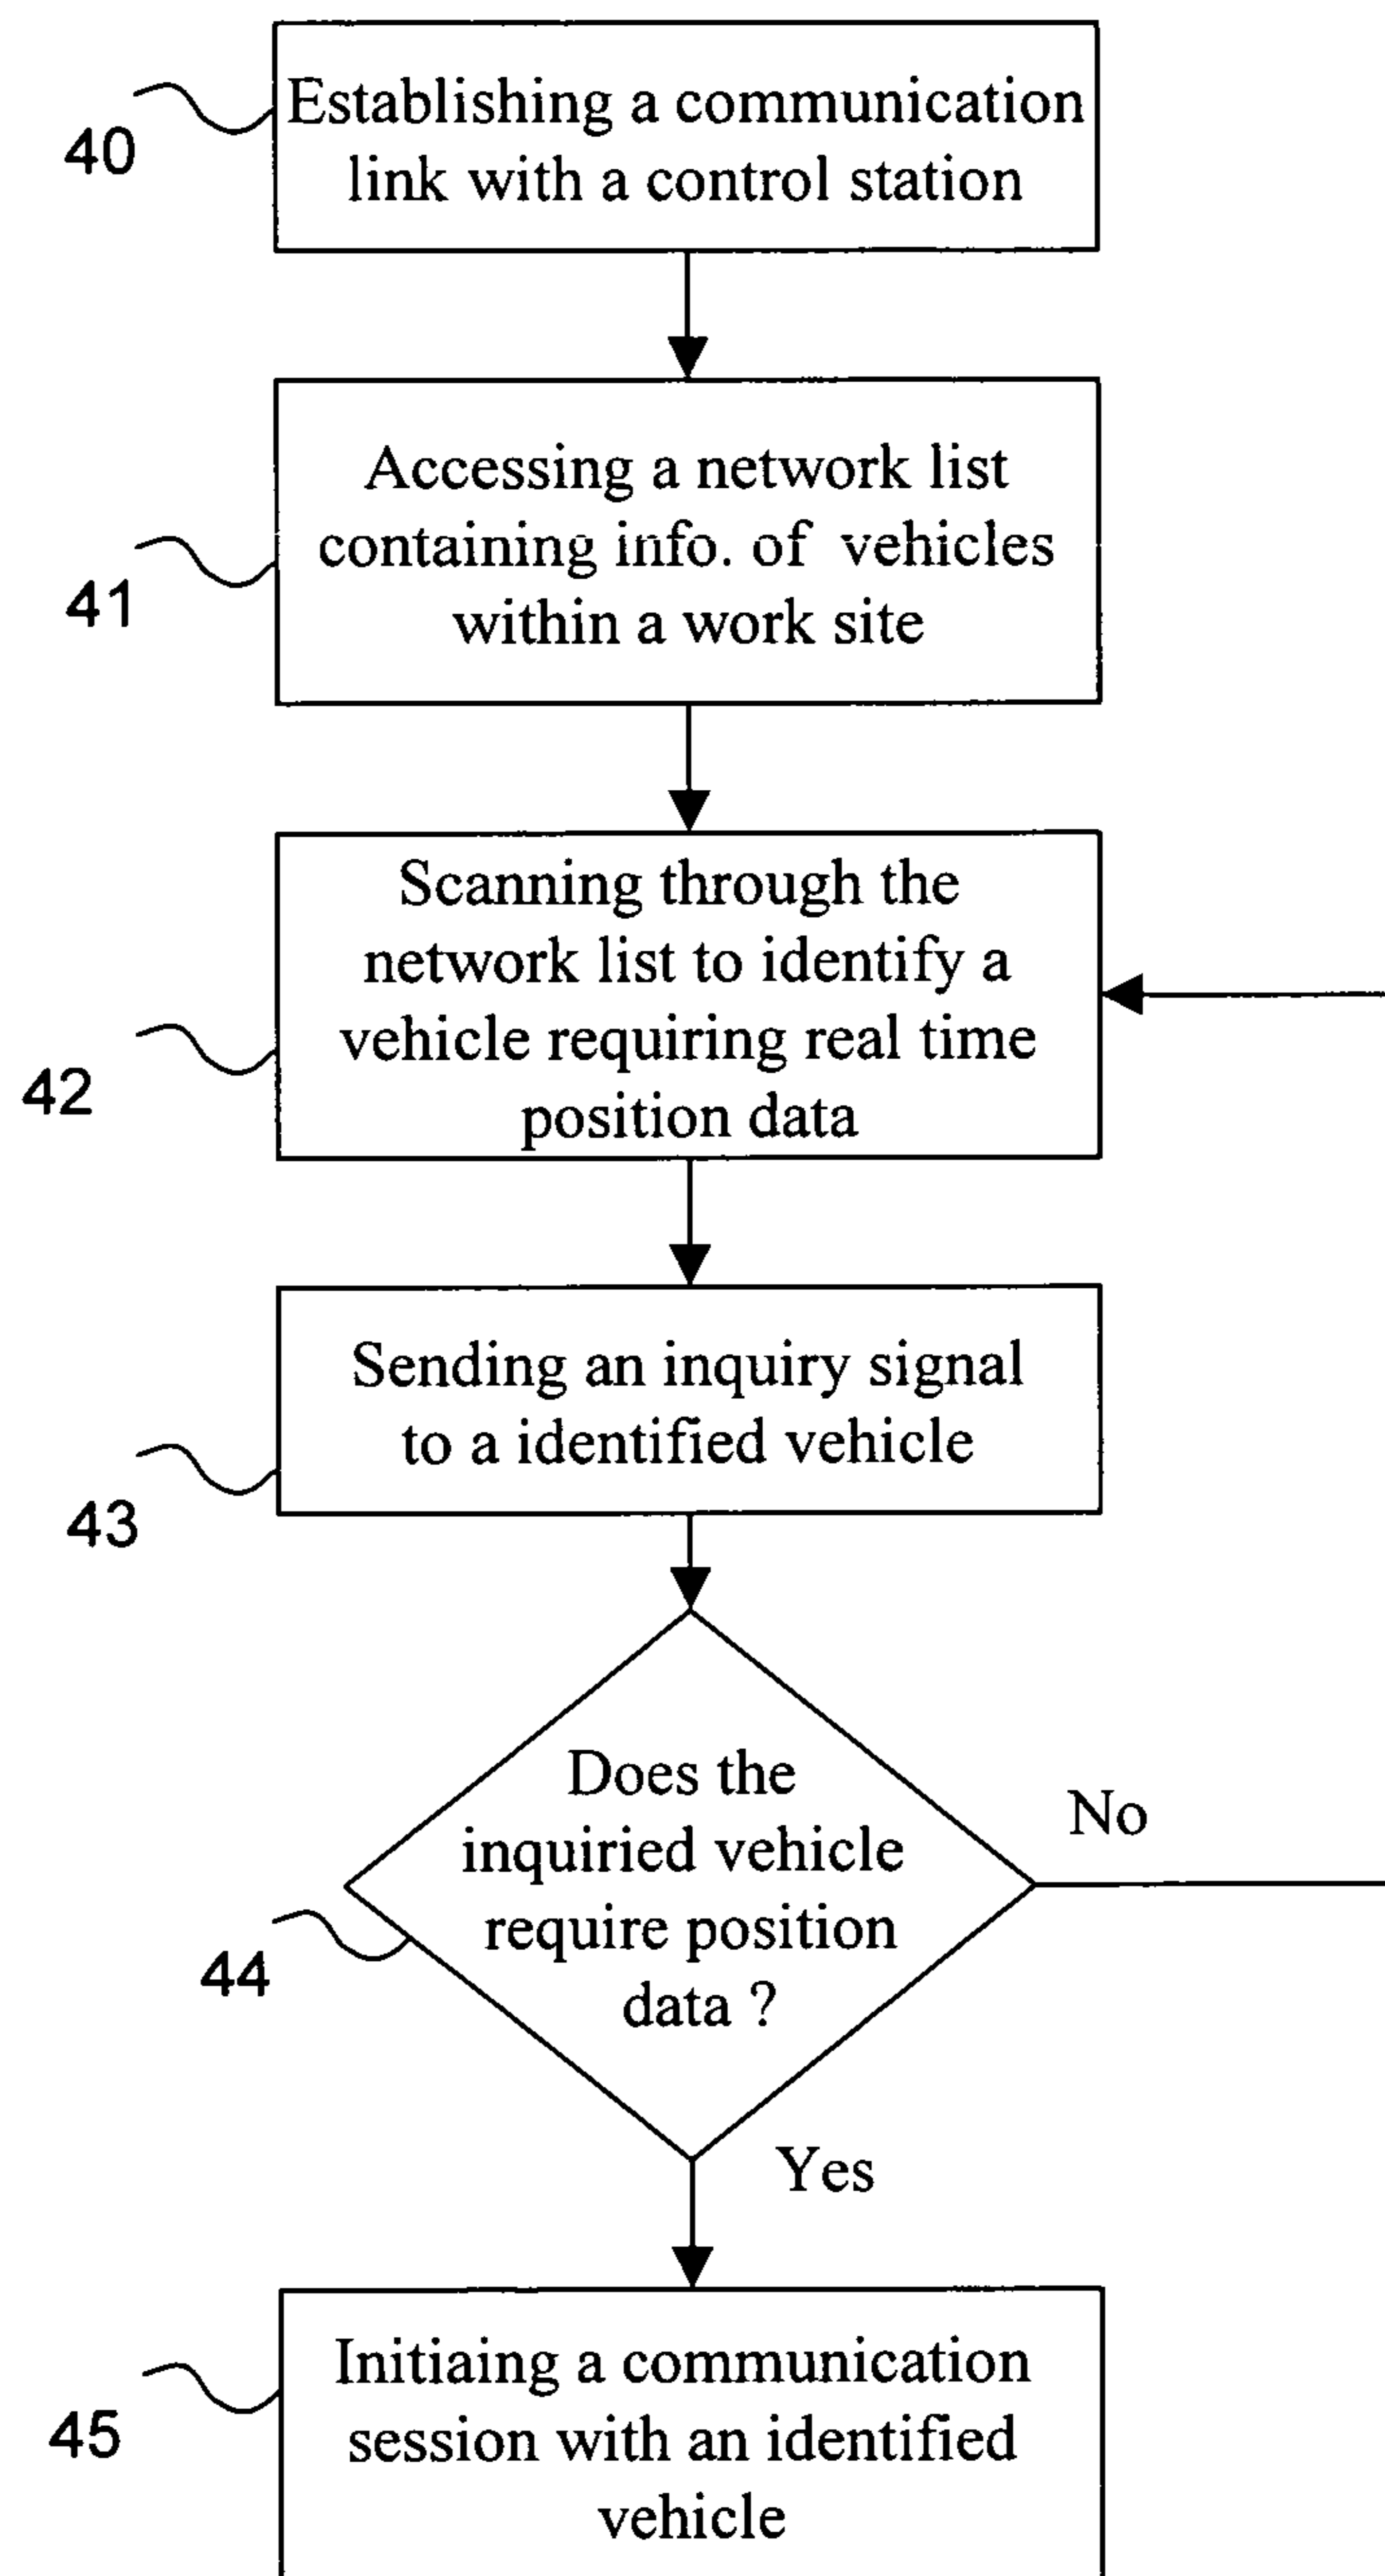 Establishing a communication
link with a control station
40
Accessing a network list
containing info. of vehicles
within a work site
41
Scanning through the
network list to identify a
vehicle requiring real time
position data
42
Sending an inquiry signal
to a identified vehicle
43
Does the
inquiried vehicle
require position
data ?
44
No
Yes
Initiaing a communication
session with an identified
vehicle
45